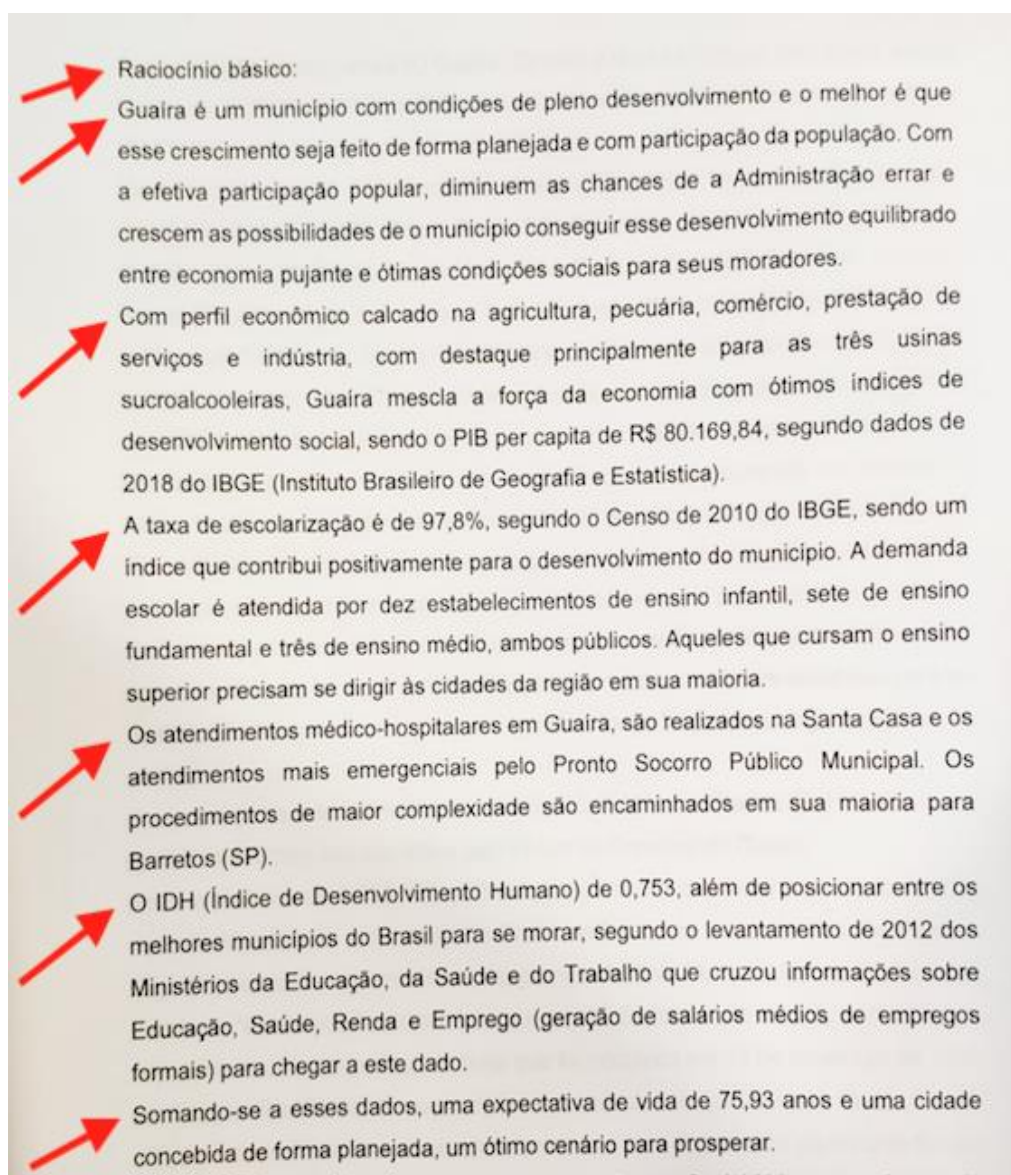 Raciocínio básico:
Guaíra é um município com condições de pleno desenvolvimento e o melhor é que
esse crescimento seja feito de forma planejada e com participação da população. Com
a efetiva participação popular, diminuem as chances de a Administração errar e
crescem as possibilidades de o município conseguir esse desenvolvimento equilibrado
entre economia pujante e ótimas condições sociais para seus moradores.
Com perfil econômico calcado na agricultura, pecuária, comércio, prestação de
serviços e indústria, com destaque principalmente para as três usinas
sucroalcooleiras, Guaíra mescla a força da economia com ótimos índices de
desenvolvimento social, sendo o PIB per capita de R$ 80.169,84, segundo dados de
2018 do IBGE (Instituto Brasileiro de Geografia e Estatística).
A taxa de escolarização é de 97,8%, segundo o Censo de 2010 do IBGE, sendo um
índice que contribui positivamente para o desenvolvimento do município. A demanda
escolar é atendida por dez estabelecimentos de ensino infantil, sete de ensino
fundamental e três de ensino médio, ambos públicos. Aqueles que cursam o ensino
superior precisam se dirigir às cidades da região em sua maioria.
Os atendimentos médico-hospitalares em Guaíra, são realizados na Santa Casa e os
atendimentos mais emergenciais pelo Pronto Socorro Público Municipal. Os
procedimentos de maior complexidade são encaminhados em sua maioria para
Barretos (SP).
O IDH (Índice de Desenvolvimento Humano) de 0,753, além de posicionar entre os
melhores municípios do Brasil para se morar, segundo o levantamento de 2012 dos
Ministérios da Educação, da Saúde e do Trabalho que cruzou informações sobre
Educação, Saúde, Renda e Emprego (geração de salários médios de empregos
formais) para chegar a este dado.
Somando-se a esses dados, uma expectativa de vida de 75,93 anos e uma cidade
concebida de forma planejada, um ótimo cenário para prosperar.